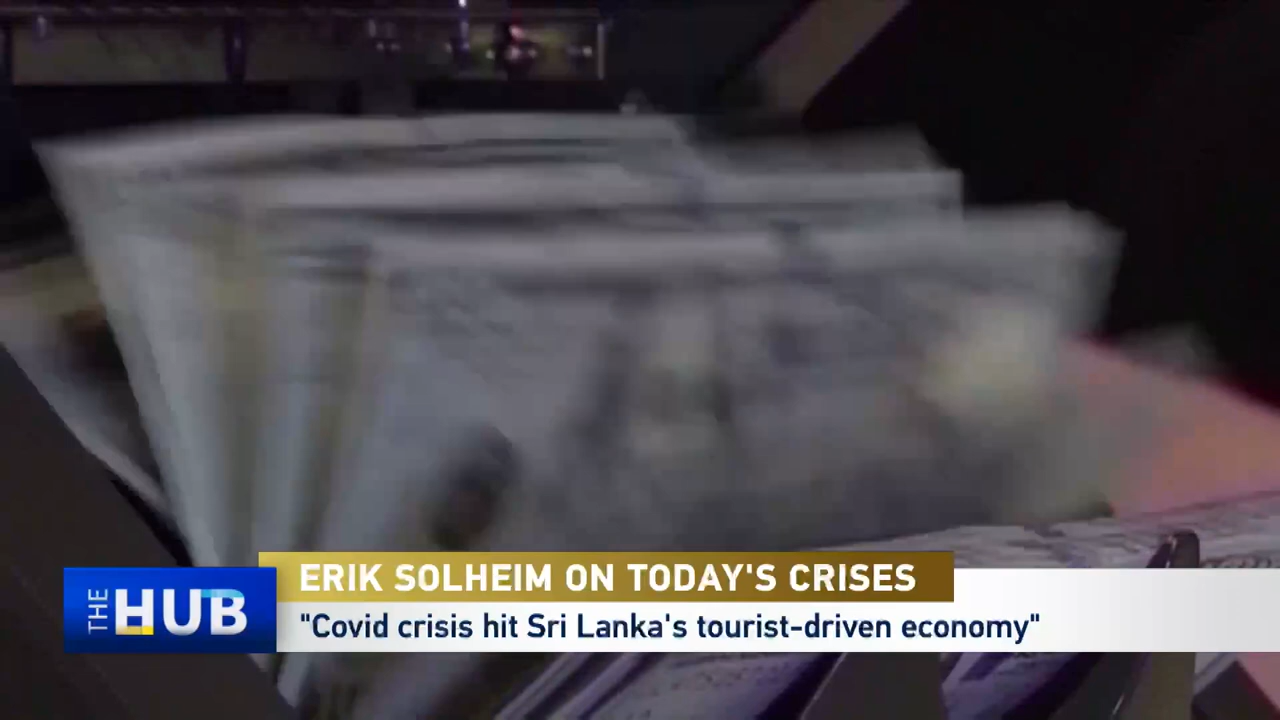 ERIK SOLHEIM ON TODAY'S CRISES
THE HUB
"Covid crisis hit Sri Lanka's tourist-driven economy"